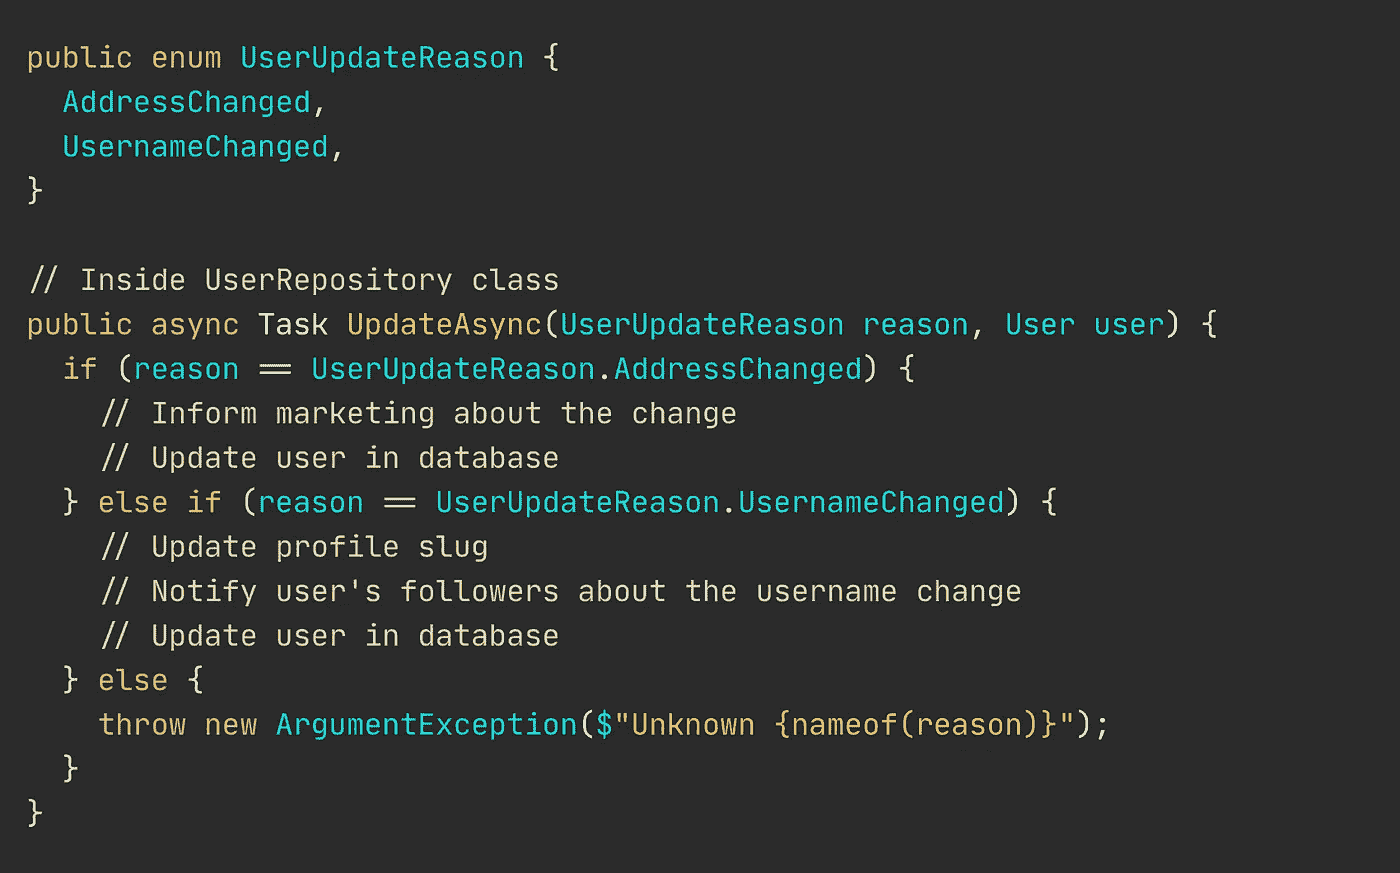 public enum UserUpdateReason {
  AddressChanged,
  UsernameChanged,
}

// Inside UserRepository class
public async Task UpdateAsync(UserUpdateReason reason, User user) {
  if (reason == UserUpdateReason.AddressChanged) {
    // Inform marketing about the change
    // Update user in database
  } else if (reason == UserUpdateReason.UsernameChanged) {
    // Update profile slug
    // Notify user's followers about the username change
    // Update user in database
  } else {
    throw new ArgumentException($"Unknown {nameof(reason)}");
  }
}